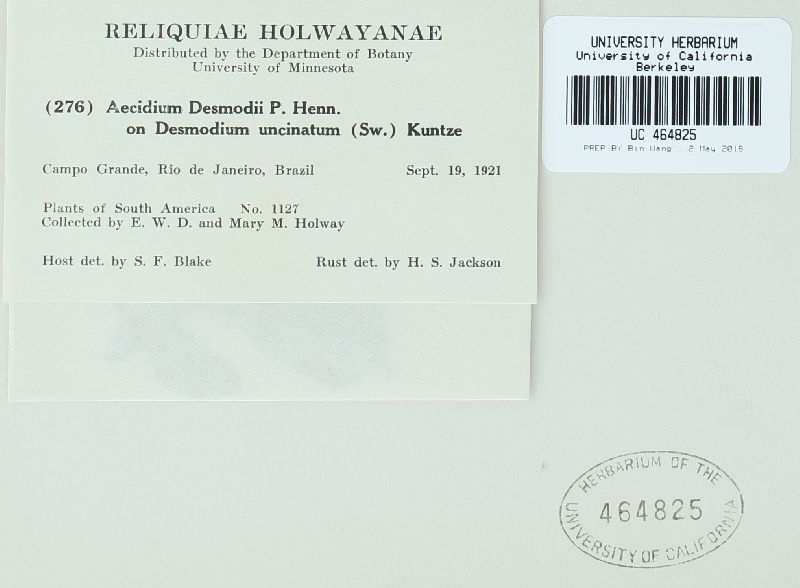 RELIQUIAE HOLWAYANAE
Distributed by the Department of Botany
University of Minnesota
(276) Aecidium Desmodii P. Henn.
on Desmodium uncinatum (Sw.) Kuntze
Campo Grande, Rio de Janeiro, Brazil Sept. 19, 1921
Plants of South America No. 1127
Collected by E. W. D. and Mary M. Holway
Host det. by S. F. Blake Rust det. by H. S. Jackson
UNIVERSITY HERBARIUM
University of California
Berkeley
UC 464825
PREP BY Bin Wang , 2 May 2016
HERBARIUM OF THE
464825
UNIVERSITY OF CALIFORNIA